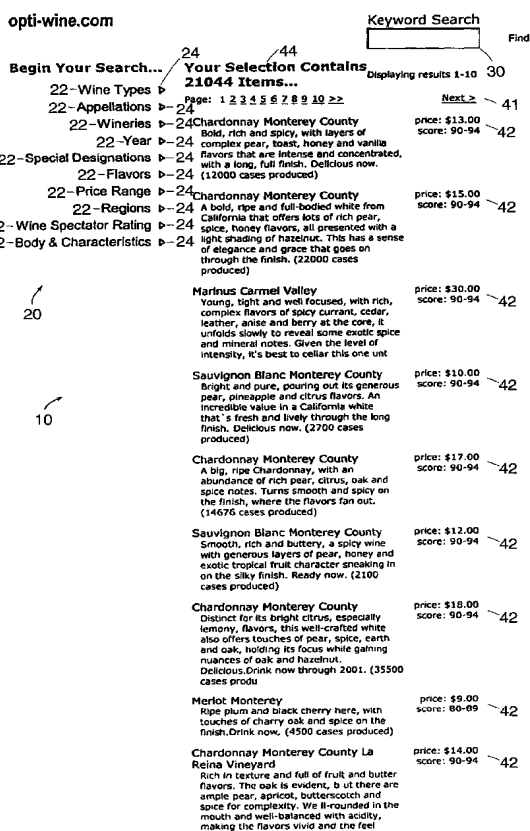 opti-wine.com
Keyword Search
Find
30
Begin Your Search...
24
22-Wine Types
22-Appellations -24
22-Wineries -24
22-Year -24
22-Special Designations -24
22-Flavors -24
22-Price Range -24
22-Regions -24
2-Wine Spectator Rating -24
2-Body & Characteristics -24
20
10
44
Your Selection Contains
21044 Items...
Displaying results 1-10
Page: 1 2 3 4 5 6 7 8 9 10 >>
Next >
41
Chardonnay Monterey County price: $13.00
Bold, rich and spicy, with layers of score: 90-94 42
complex pear, toast, honey and vanilla
flavors that are intense and concentrated,
with a long, full finish. Delicious now.
(12000 cases produced)
Chardonnay Monterey County price: $15.00
A bold, ripe and full-bodied white from score: 90-94 42
California that offers lots of rich pear,
spice, honey flavors, all presented with a
light shading of hazelnut. This has a sense
of elegance and grace that goes on
through the finish. (22000 cases
produced)
Marinus Carmel Valley price: $30.00
Young, tight and well focused, with rich, score: 90-94 42
complex flavors of spicy currant, cedar,
leather, anise and berry at the core, it
unfolds slowly to reveal some exotic spice
and mineral notes. Given the level of
intensity, it's best to cellar this one unt
Sauvignon Blanc Monterey County price: $10.00
Bright and pure, pouring out its generous score: 90-94 42
pear, pineapple and citrus flavors. An
incredible value in a California white
that`s fresh and lively through the long
finish. Delicious now. (2700 cases
produced)
Chardonnay Monterey County price: $17.00
A big, ripe Chardonnay, with an score: 90-94 42
abundance of rich pear, citrus, oak and
spice notes. Turns smooth and spicy on
the finish, where the flavors fan out.
(14676 cases produced)
Sauvignon Blanc Monterey County price: $12.00
Smooth, rich and buttery, a spicy wine score: 90-94 42
with generous layers of pear, honey and
exotic tropical fruit character sneaking in
on the silky finish. Ready now. (2100
cases produced)
Chardonnay Monterey County price: $18.00
Distinct for its bright citrus, especially score: 90-94 42
lemony, flavors, this well-crafted white
also offers touches of pear, spice, earth
and oak, holding its focus while gaining
nuances of oak and hazelnut.
Delicious.Drink now through 2001. (35500
cases produ
Merlot Monterey price: $9.00
Ripe plum and black cherry here, with score: 80-89 42
touches of charry oak and spice on the
finish.Drink now. (4500 cases produced)
Chardonnay Monterey County La price: $14.00
Reina Vineyard score: 90-94 42
Rich in texture and full of fruit and butter
flavors. The oak is evident, b ut there are
ample pear, apricot, butterscotch and
spice for complexity. We ll-rounded in the
mouth and well-balanced with acidity,
making the flavors vivid and the feel